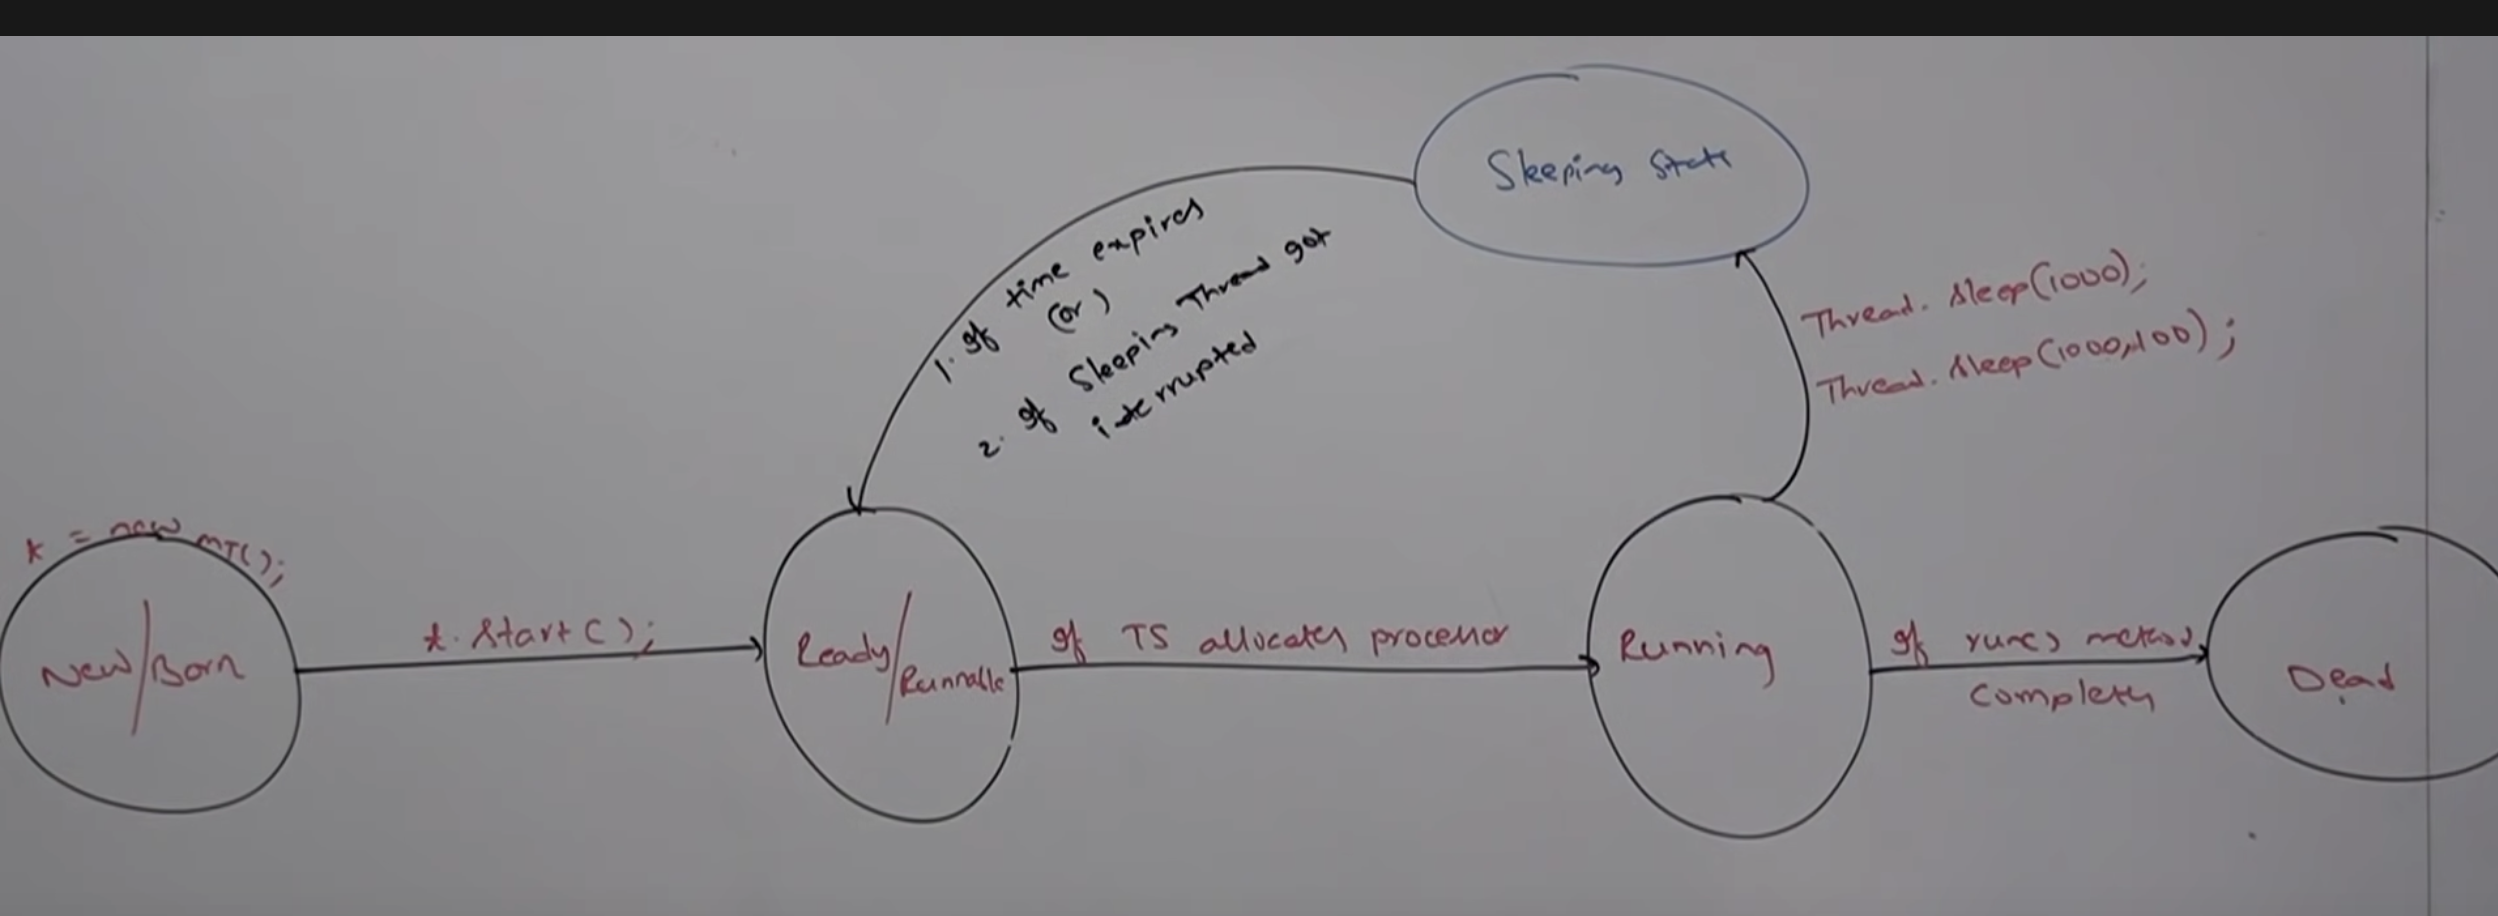 Sleeping State
1. If time expires
(or)
2. If Sleeping Thread got
interrupted
Thread. sleep(1000);
Thread. sleep(1000,100);
t = new MT();
New/Born
t. start();
Ready/Runnable
If TS allocates processor
Running
If run() method
Completes
Dead